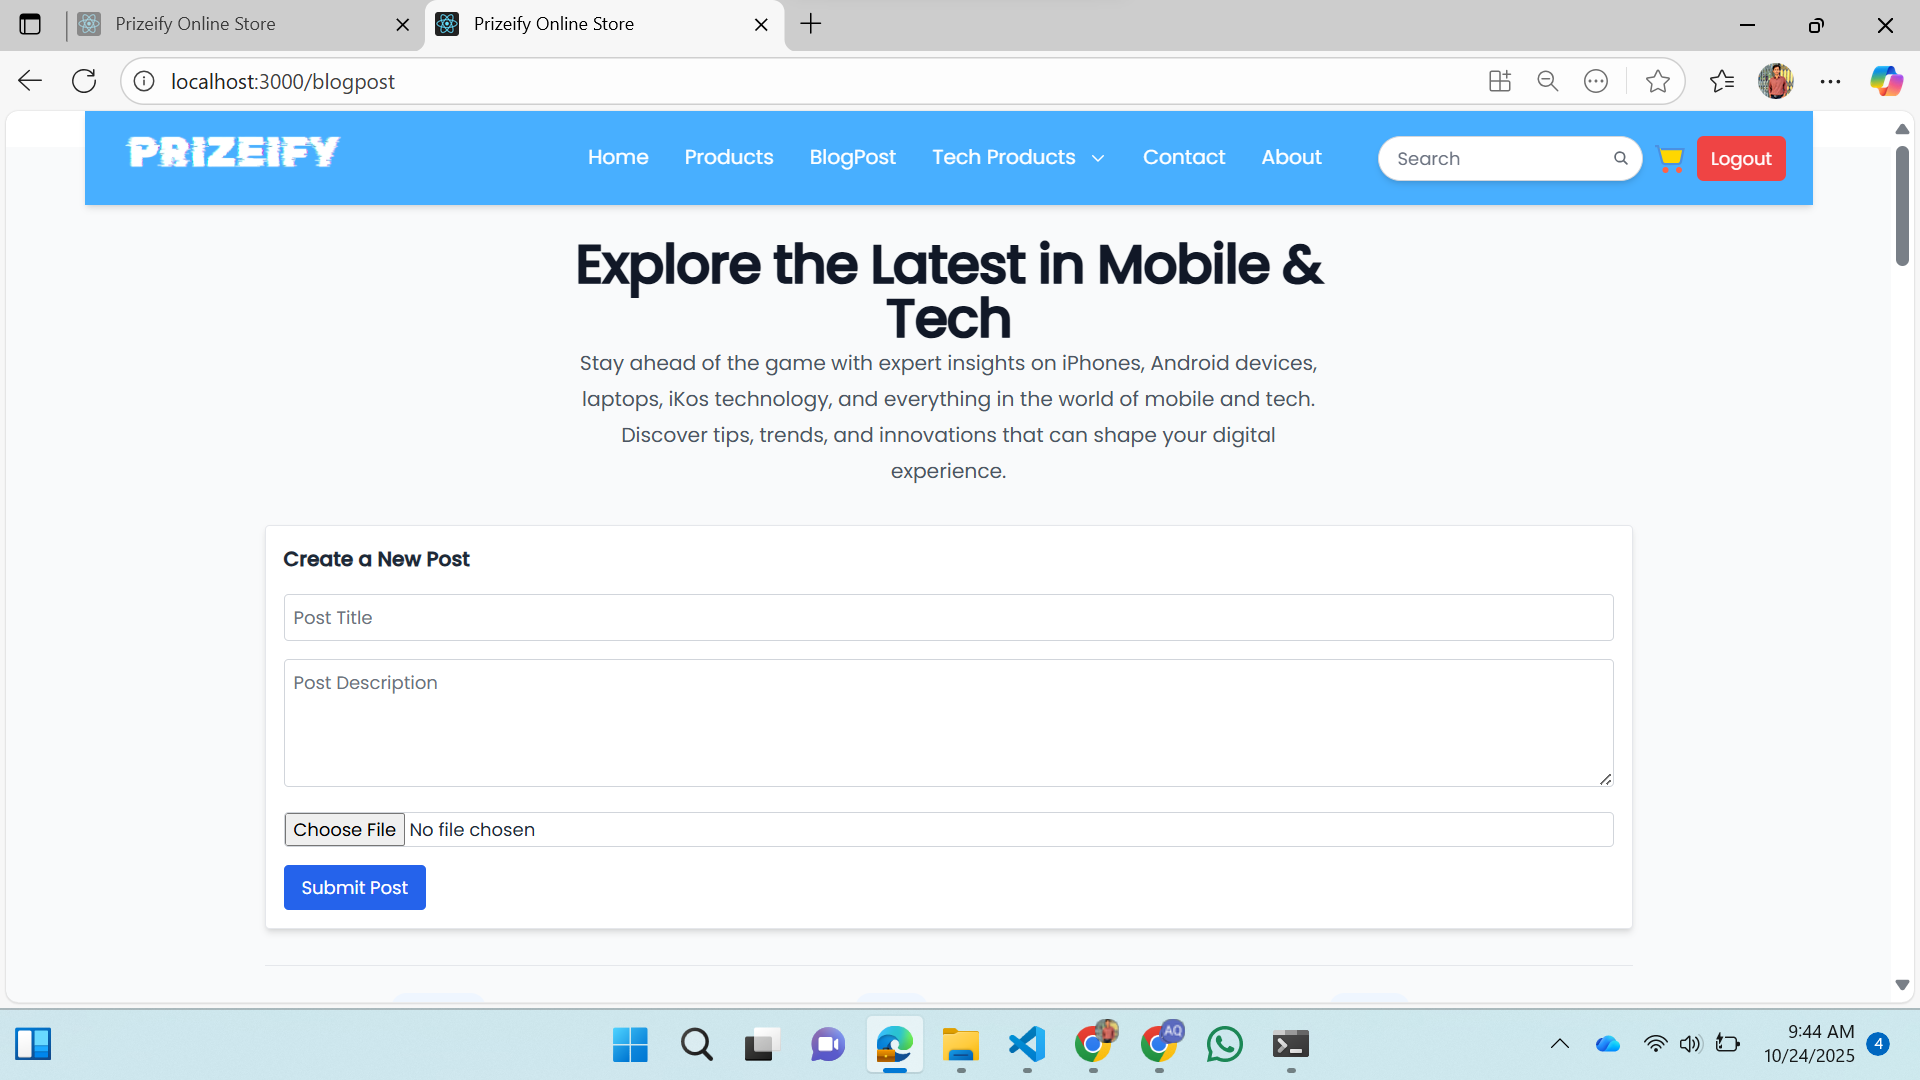 Prizeify Online Store
Prizeify Online Store
localhost:3000/blogpost
PRIZEIFY
Home
Products
BlogPost
Tech Products
Contact
About
Search
Logout
Explore the Latest in Mobile &
Tech
Stay ahead of the game with expert insights on iPhones, Android devices,
laptops, iKos technology, and everything in the world of mobile and tech.
Discover tips, trends, and innovations that can shape your digital
experience.
Create a New Post
Post Title
Post Description
Choose File No file chosen
Submit Post
AQ
9:44 AM
10/24/2025
4